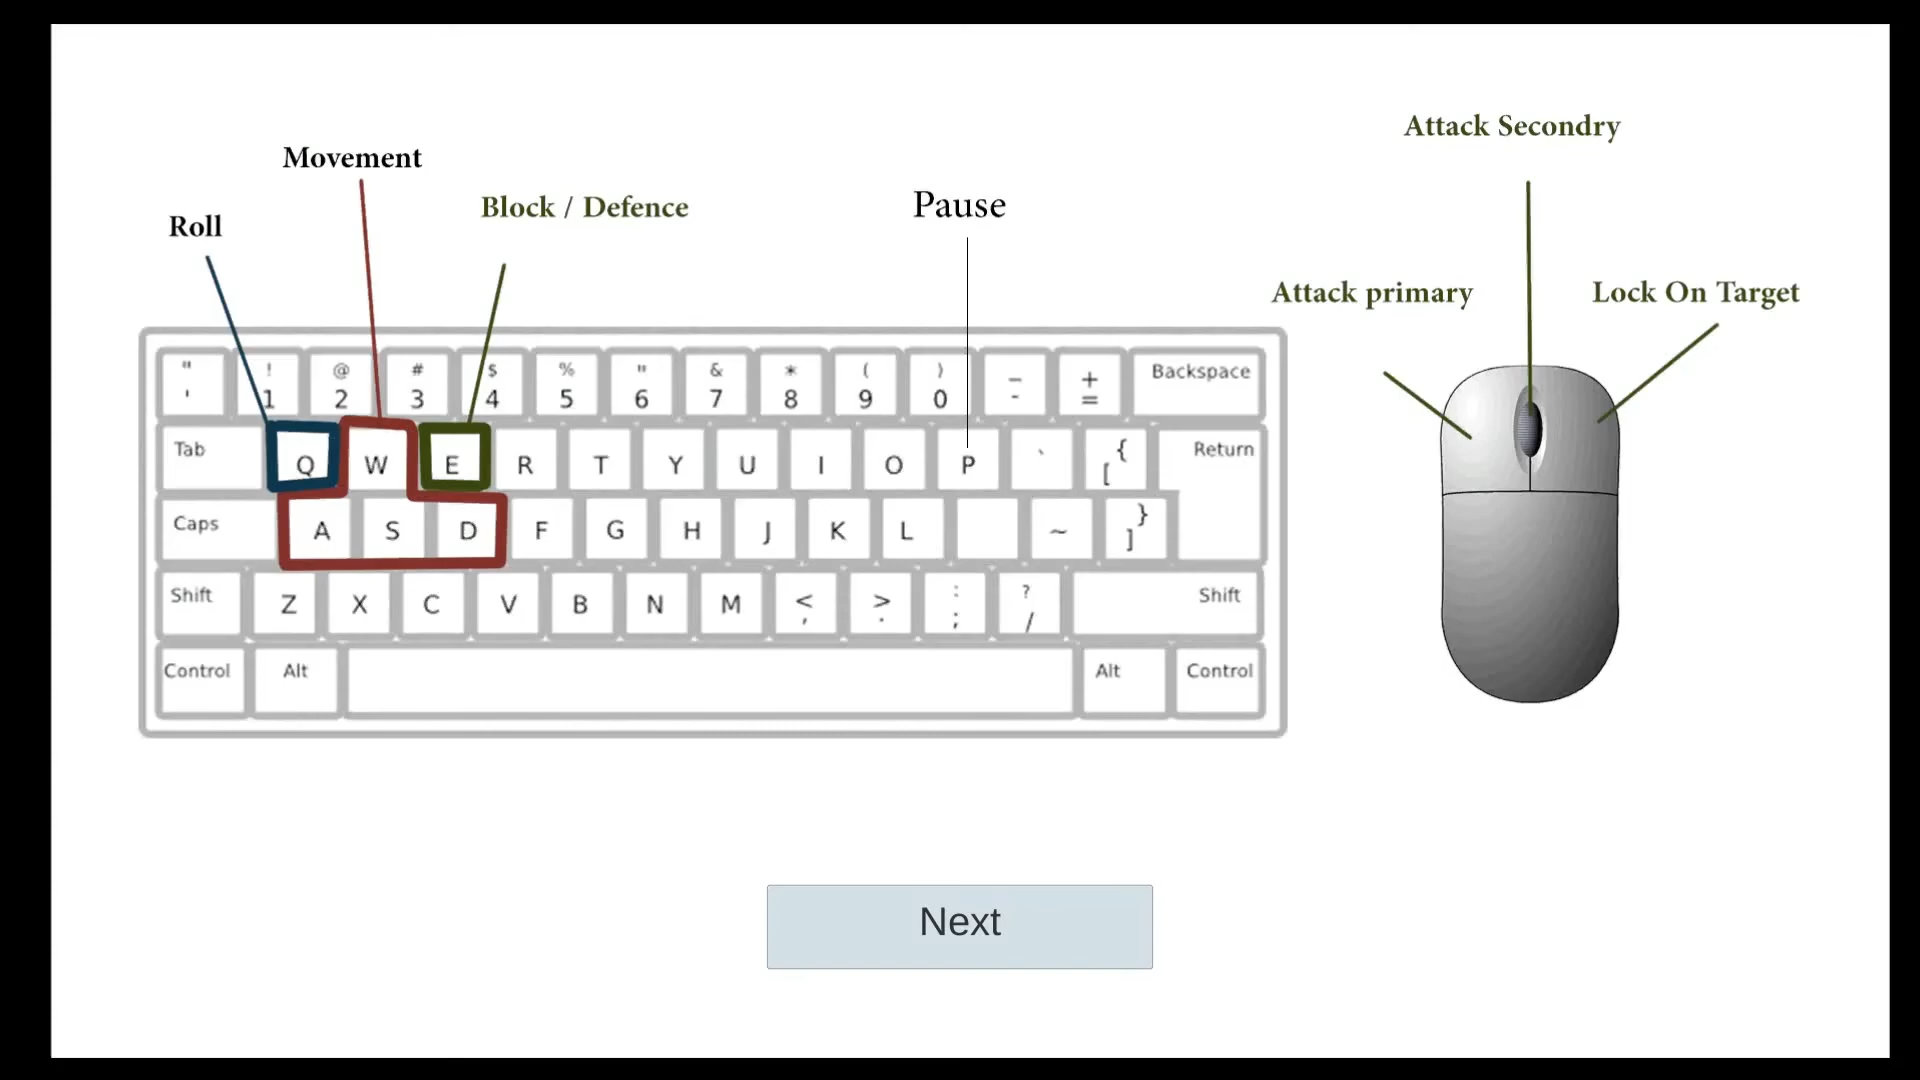 Attack Secondry
Movement
Block / Defence
Pause
Roll
Attack primary
Lock On Target
" ! @ # $ % " & * ( ) _ + Backspace
' 1 2 3 4 5 6 7 8 9 0 - =
Tab Q W E R T Y U I O P ` { [ Return
Caps A S D F G H J K L ~ } ]
Shift Z X C V B N M < , > . : ; ? / Shift
Control Alt Alt Control
Next